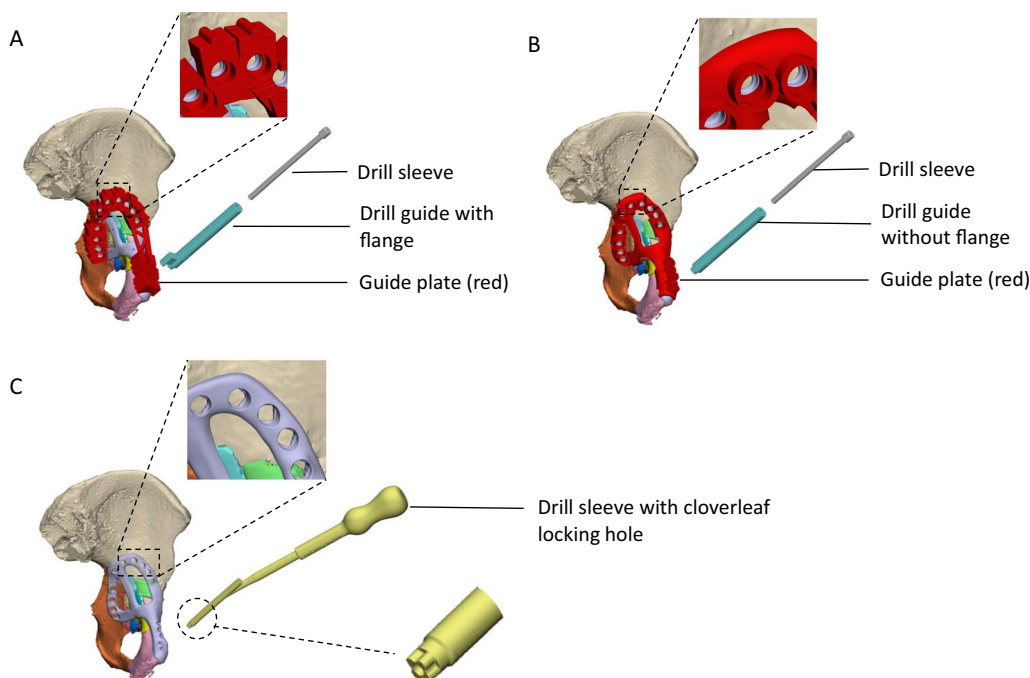 A
Drill sleeve
Drill guide with
flange
Guide plate (red)
B
Drill sleeve
Drill guide
without flange
Guide plate (red)
C
Drill sleeve with cloverleaf
locking hole